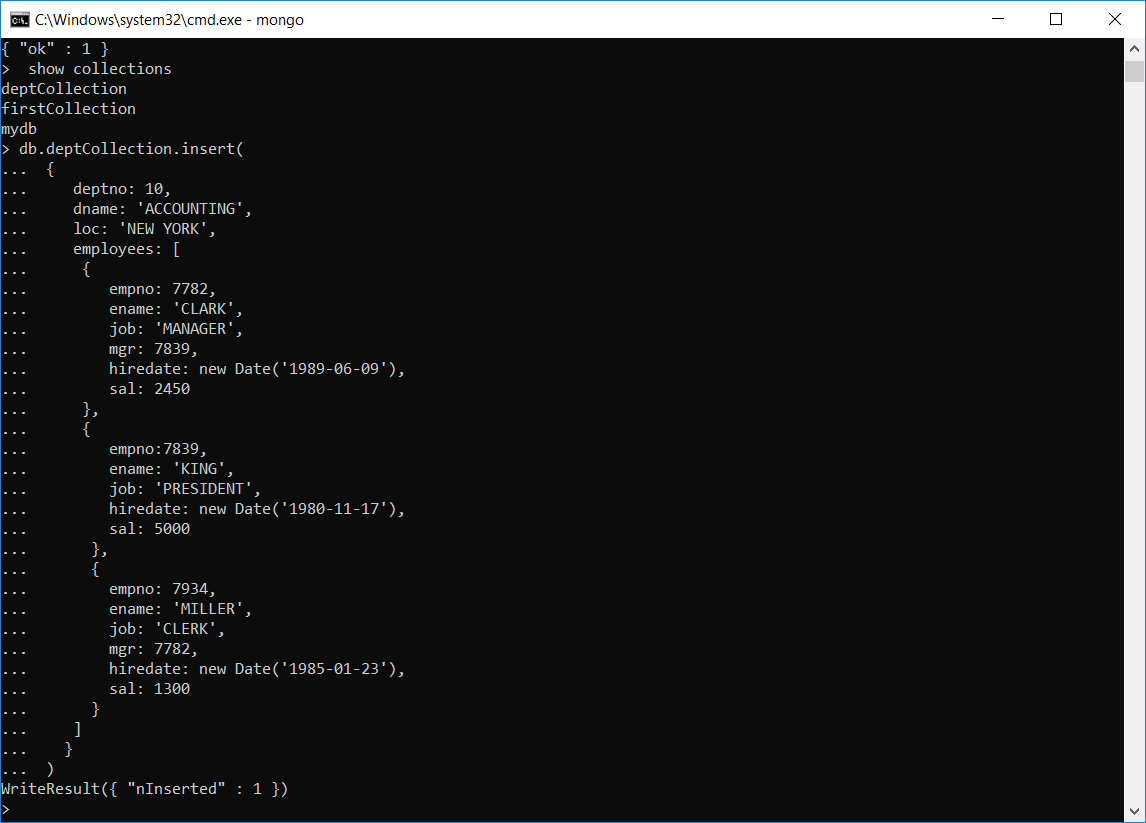 C:\Windows\system32\cmd.exe - mongo
{ "ok" : 1 }
>  show collections
deptCollection
firstCollection
mydb
> db.deptCollection.insert(
...  {
...     deptno: 10,
...     dname: 'ACCOUNTING',
...     loc: 'NEW YORK',
...     employees: [
...      {
...         empno: 7782,
...         ename: 'CLARK',
...         job: 'MANAGER',
...         mgr: 7839,
...         hiredate: new Date('1989-06-09'),
...         sal: 2450
...      },
...      {
...         empno:7839,
...         ename: 'KING',
...         job: 'PRESIDENT',
...         hiredate: new Date('1980-11-17'),
...         sal: 5000
...       },
...       {
...         empno: 7934,
...         ename: 'MILLER',
...         job: 'CLERK',
...         mgr: 7782,
...         hiredate: new Date('1985-01-23'),
...         sal: 1300
...       }
...     ]
...    }
...  )
WriteResult({ "nInserted" : 1 })
>